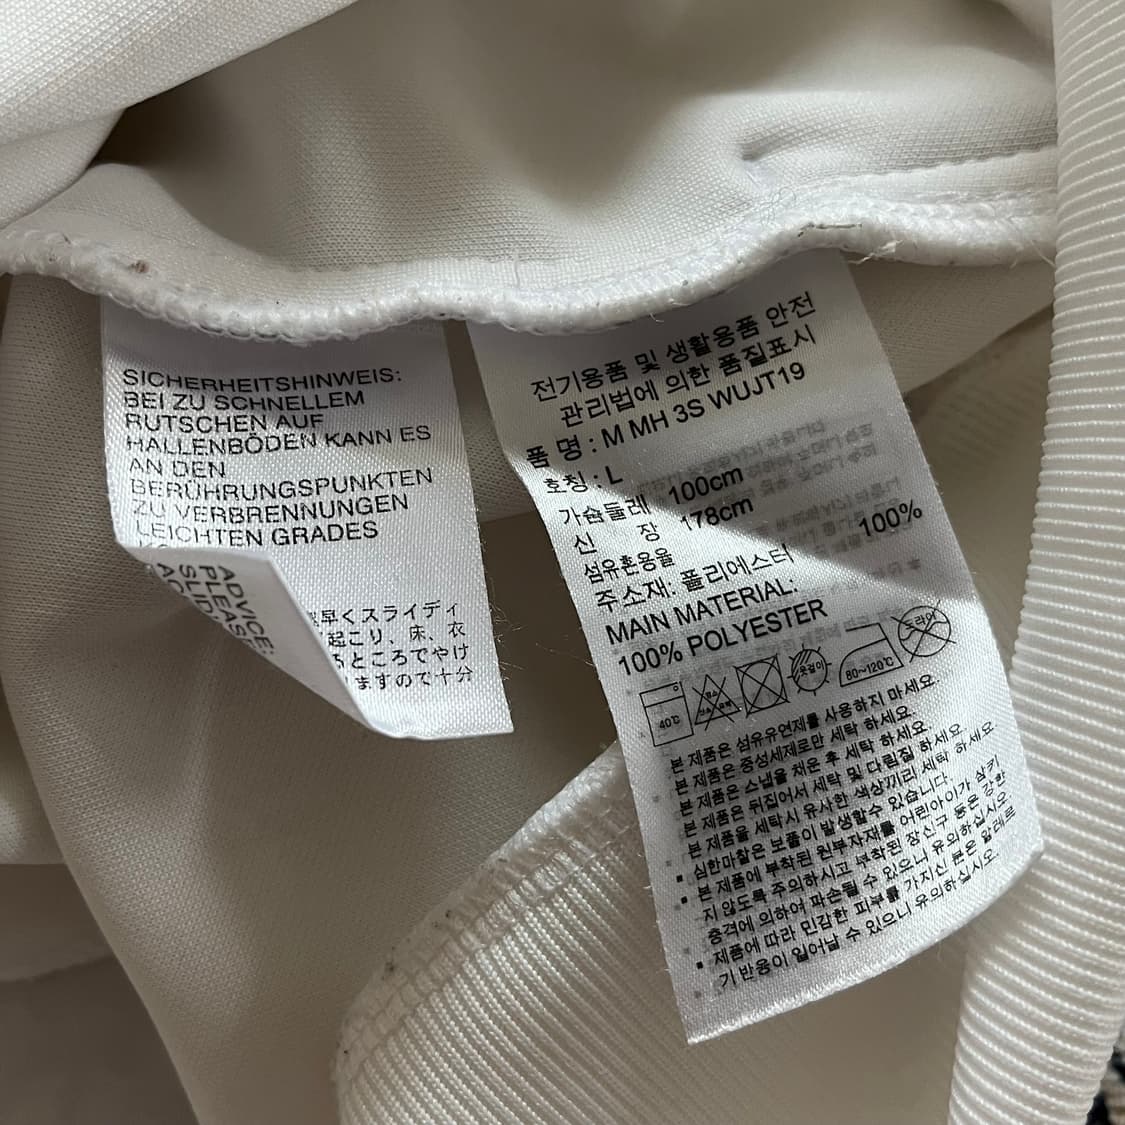 SICHERHEITSHINWEIS:
BEI ZU SCHNELLEM
RUTSCHEN AUF
HALLENBÖDEN KANN ES
AN DEN
BERÜHRUNGSPUNKTEN
ZU VERBRENNUNGEN
LEICHTEN GRADES
ADVICE:
PLEASE
早くスライディ
起こり、床、衣
るところでやけ
ますので十分
전기용품 및 생활용품 안전
관리법에 의한 품질표시
품 명 : M MH 3S WUJT19
호칭 : L
가슴둘레 100cm
신 장 178cm
섬유혼용율
주소재: 폴리에스터 100%
MAIN MATERIAL:
100% POLYESTER
40℃
손세탁
80~120℃
드라이
본 제품은 섬유유연제를 사용하지 마세요.
본 제품은 중성세제로만 세탁 하세요.
본 제품은 스냅을 채운 후 세탁 하세요.
본 제품은 뒤집어서 세탁 및 다림질 하세요.
본 제품을 세탁시 유사한 색상끼리 세탁 하세요.
심한마찰은 보풀이 발생할수 있습니다.
본 제품에 부착된 원부자재를 어린아이가 삼키
지 않도록 주의하시고 부착된 장신구 등은 강한
충격에 의하여 파손될 수 있으니 유의하십시오
제품에 따라 민감한 피부를 가지신 분은 알레르
기 반응이 일어날 수 있으니 유의하십시오.